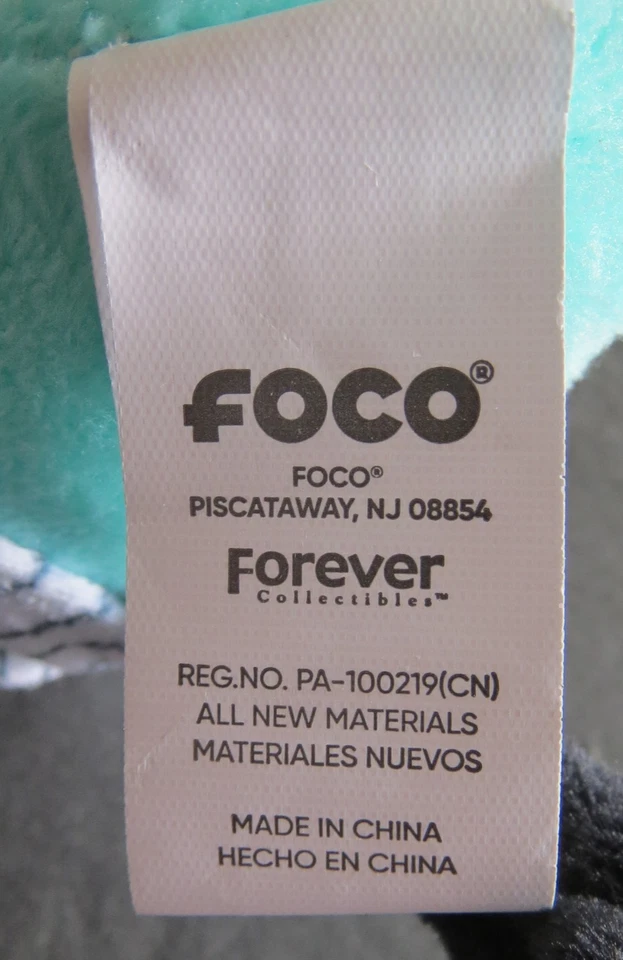 FOCO®
FOCO®
PISCATAWAY, NJ 08854
Forever
Collectibles™
REG.NO. PA-100219(CN)
ALL NEW MATERIALS
MATERIALES NUEVOS
MADE IN CHINA
HECHO EN CHINA